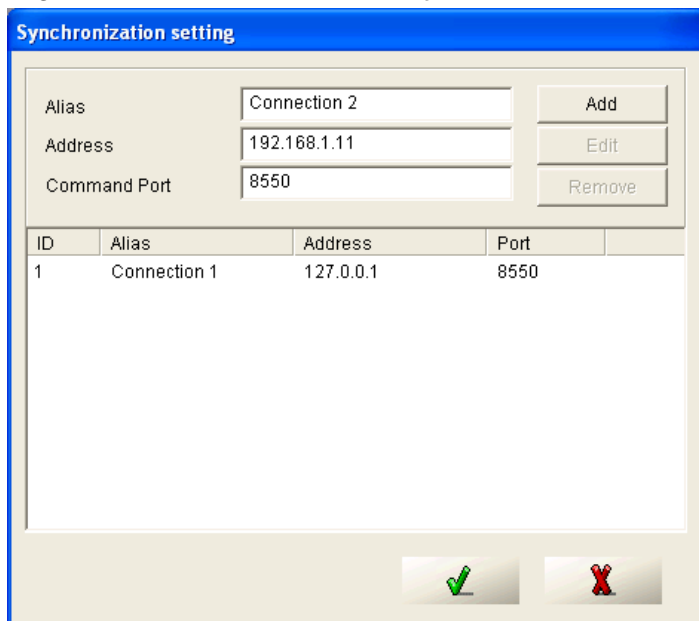 Synchronization setting
Alias Connection 2 Add
Address 192.168.1.11 Edit
Command Port 8550 Remove
ID Alias Address Port
1 Connection 1 127.0.0.1 8550